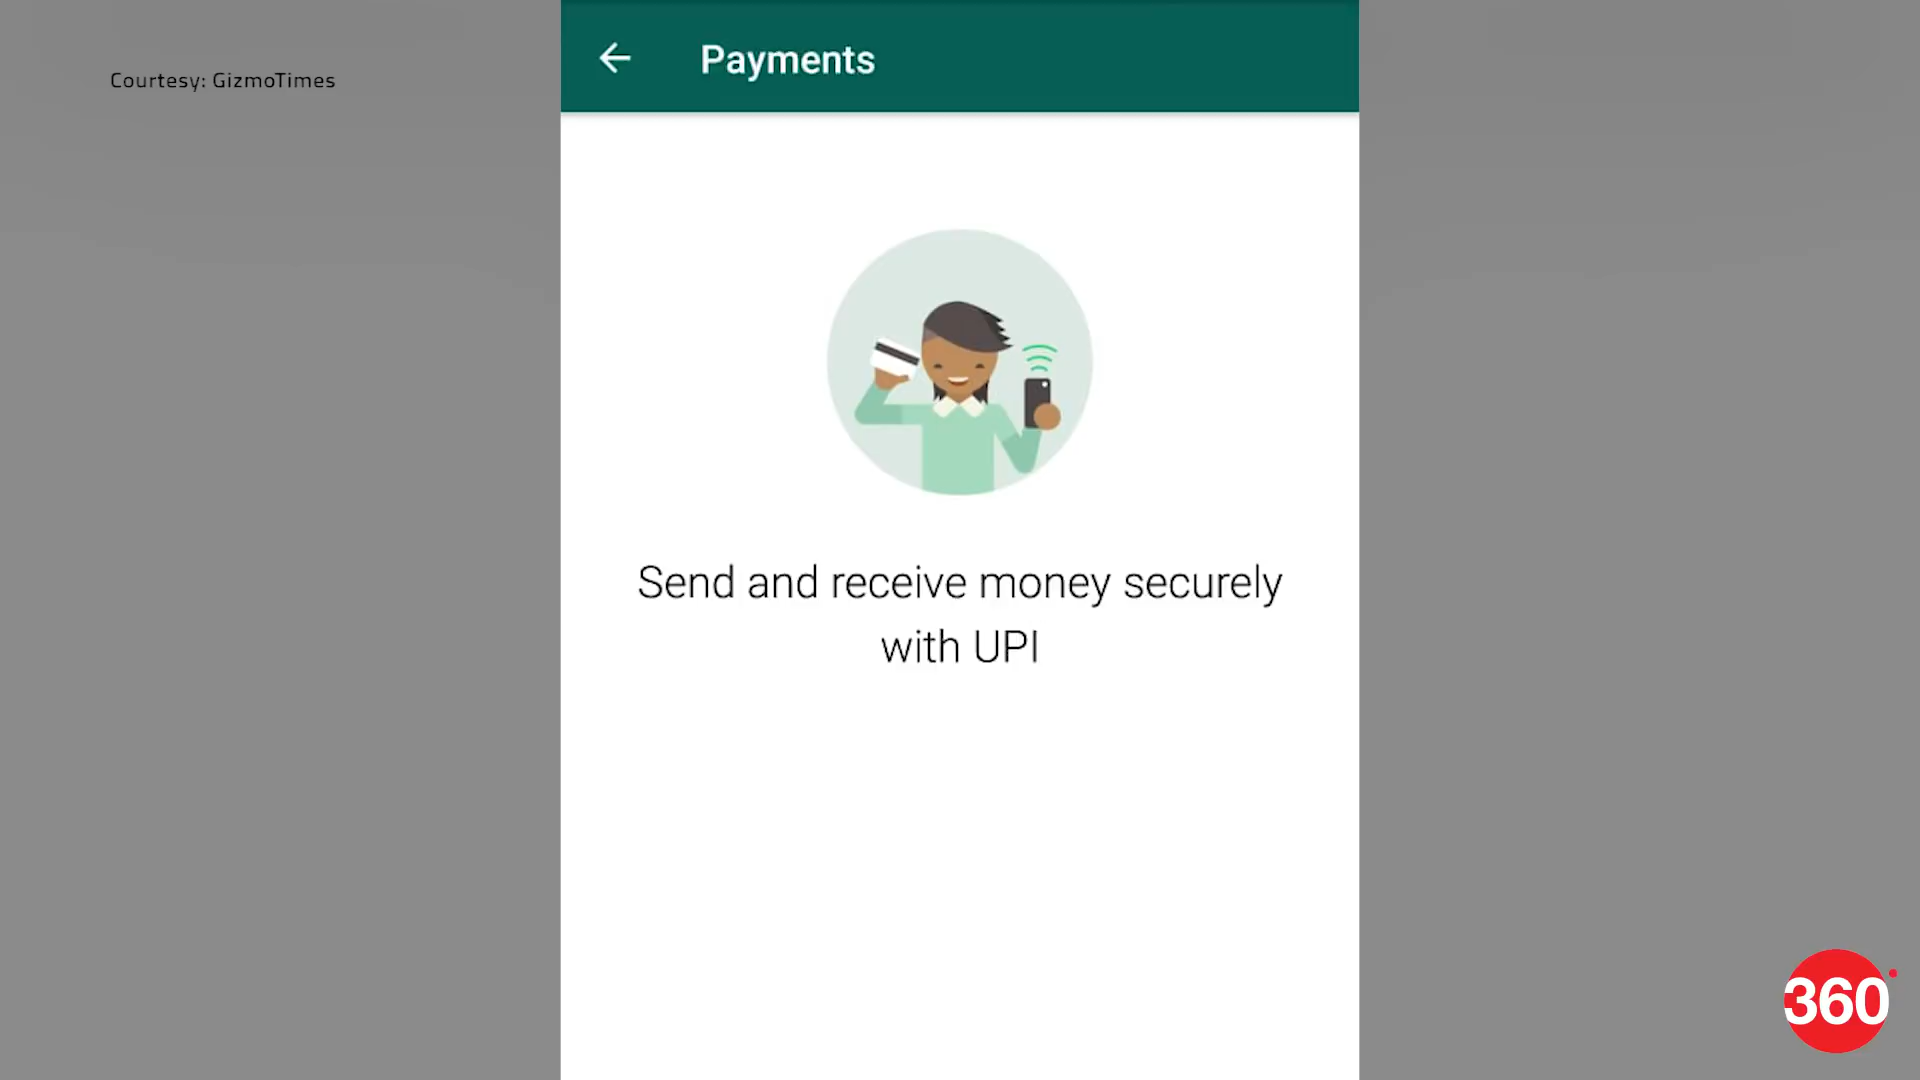 Courtesy: GizmoTimes
Payments
Send and receive money securely
with UPI
360